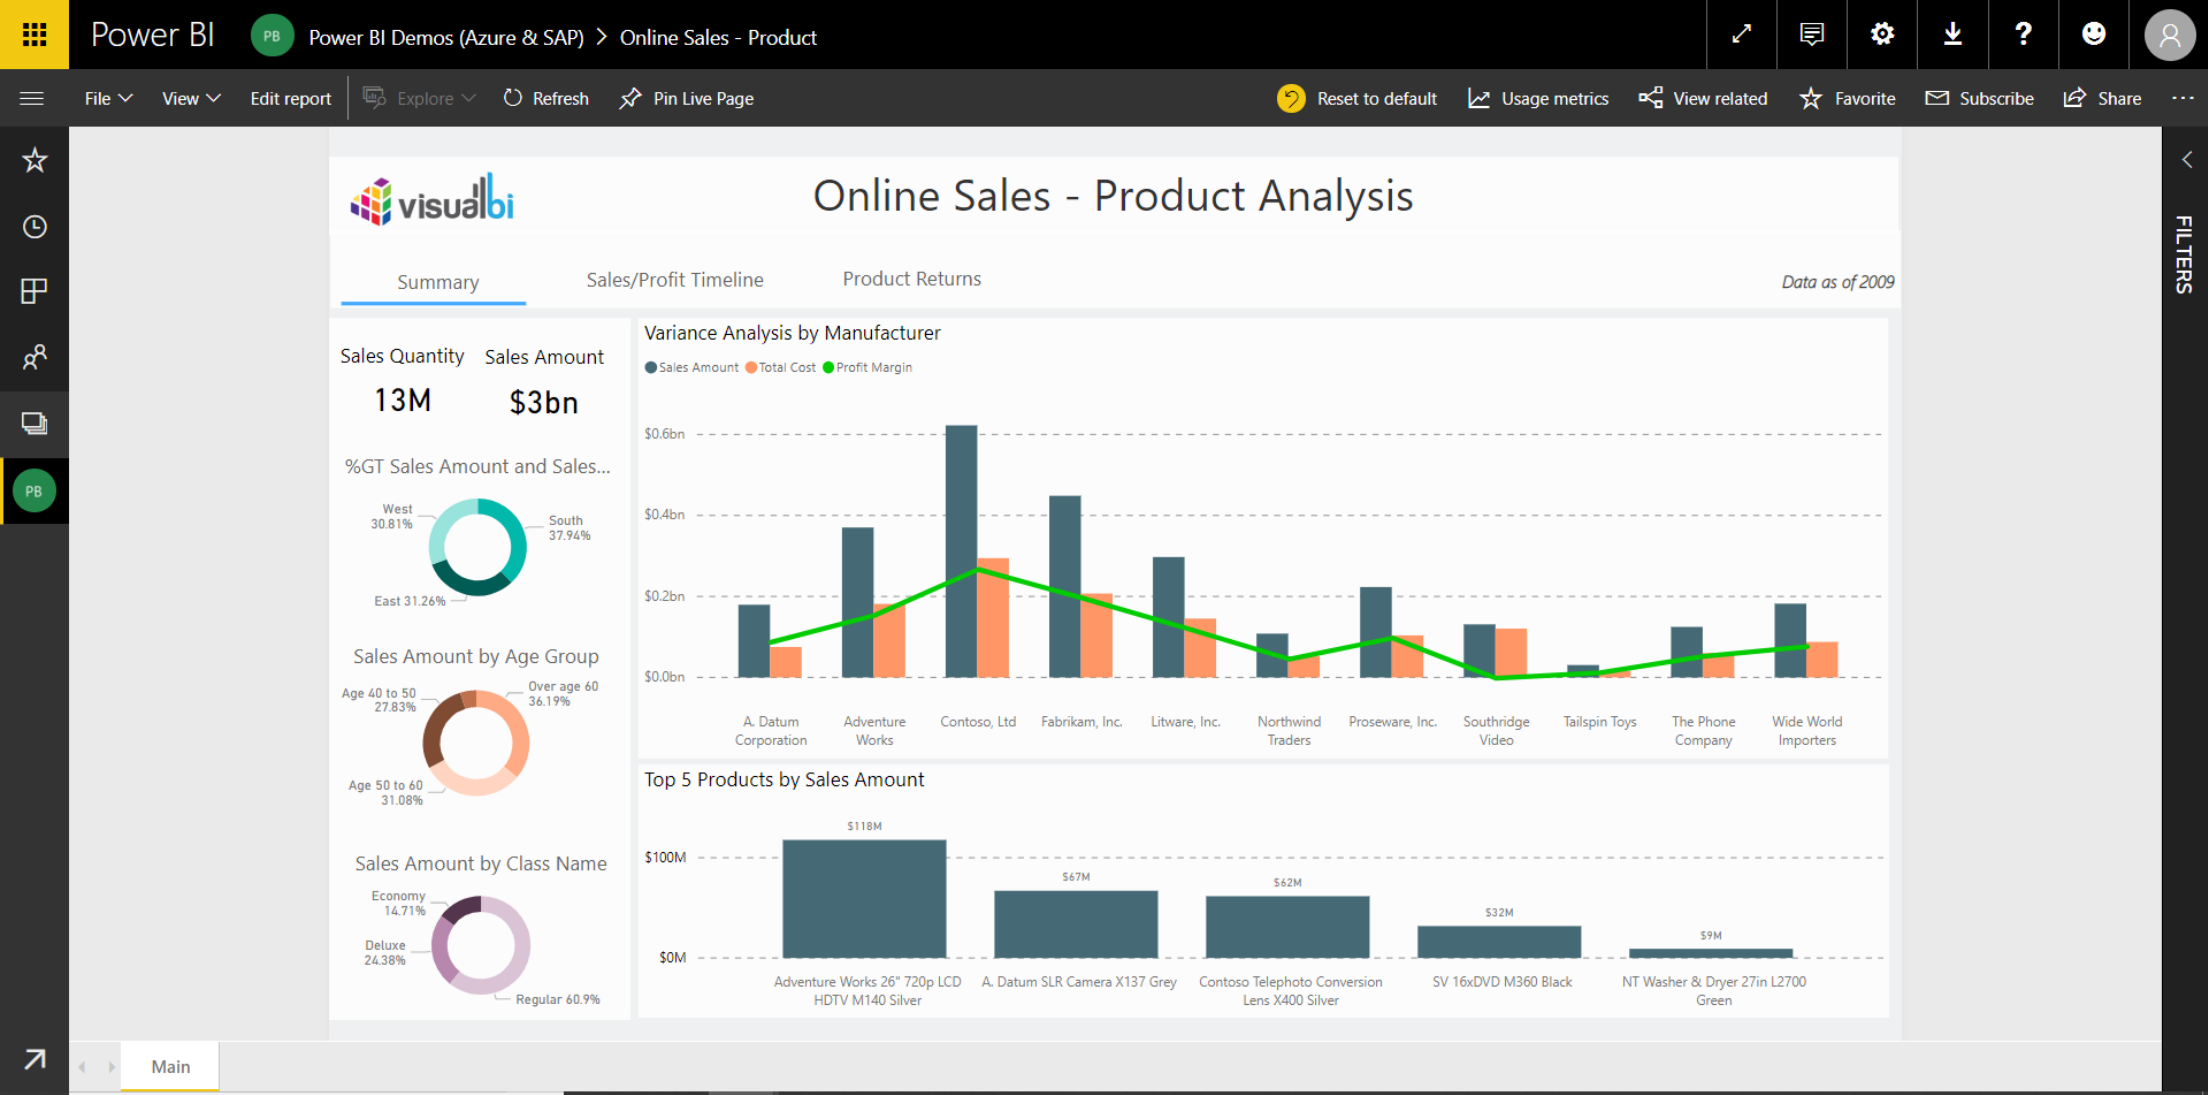 Power BI
PB
Power BI Demos (Azure & SAP) > Online Sales - Product
?
File
View
Edit report
Explore
Refresh
Pin Live Page
Reset to default
Usage metrics
View related
Favorite
Subscribe
Share
...
visualbi
Online Sales - Product Analysis
Summary
Sales/Profit Timeline
Product Returns
Data as of 2009
FILTERS
PB
Sales Quantity
13M
Sales Amount
$3bn
%GT Sales Amount and Sales...
West
30.81%
South
37.94%
East 31.26%
Sales Amount by Age Group
Age 40 to 50
27.83%
Over age 60
36.19%
Age 50 to 60
31.08%
Sales Amount by Class Name
Economy
14.71%
Deluxe
24.38%
Regular 60.9%
Variance Analysis by Manufacturer
Sales Amount
Total Cost
Profit Margin
$0.6bn
$0.4bn
$0.2bn
$0.0bn
A. Datum
Corporation
Adventure
Works
Contoso, Ltd
Fabrikam, Inc.
Litware, Inc.
Northwind
Traders
Proseware, Inc.
Southridge
Video
Tailspin Toys
The Phone
Company
Wide World
Importers
Top 5 Products by Sales Amount
$100M
$0M
$118M
$67M
$62M
$32M
$9M
Adventure Works 26" 720p LCD
HDTV M140 Silver
A. Datum SLR Camera X137 Grey
Contoso Telephoto Conversion
Lens X400 Silver
SV 16xDVD M360 Black
NT Washer & Dryer 27in L2700
Green
Main